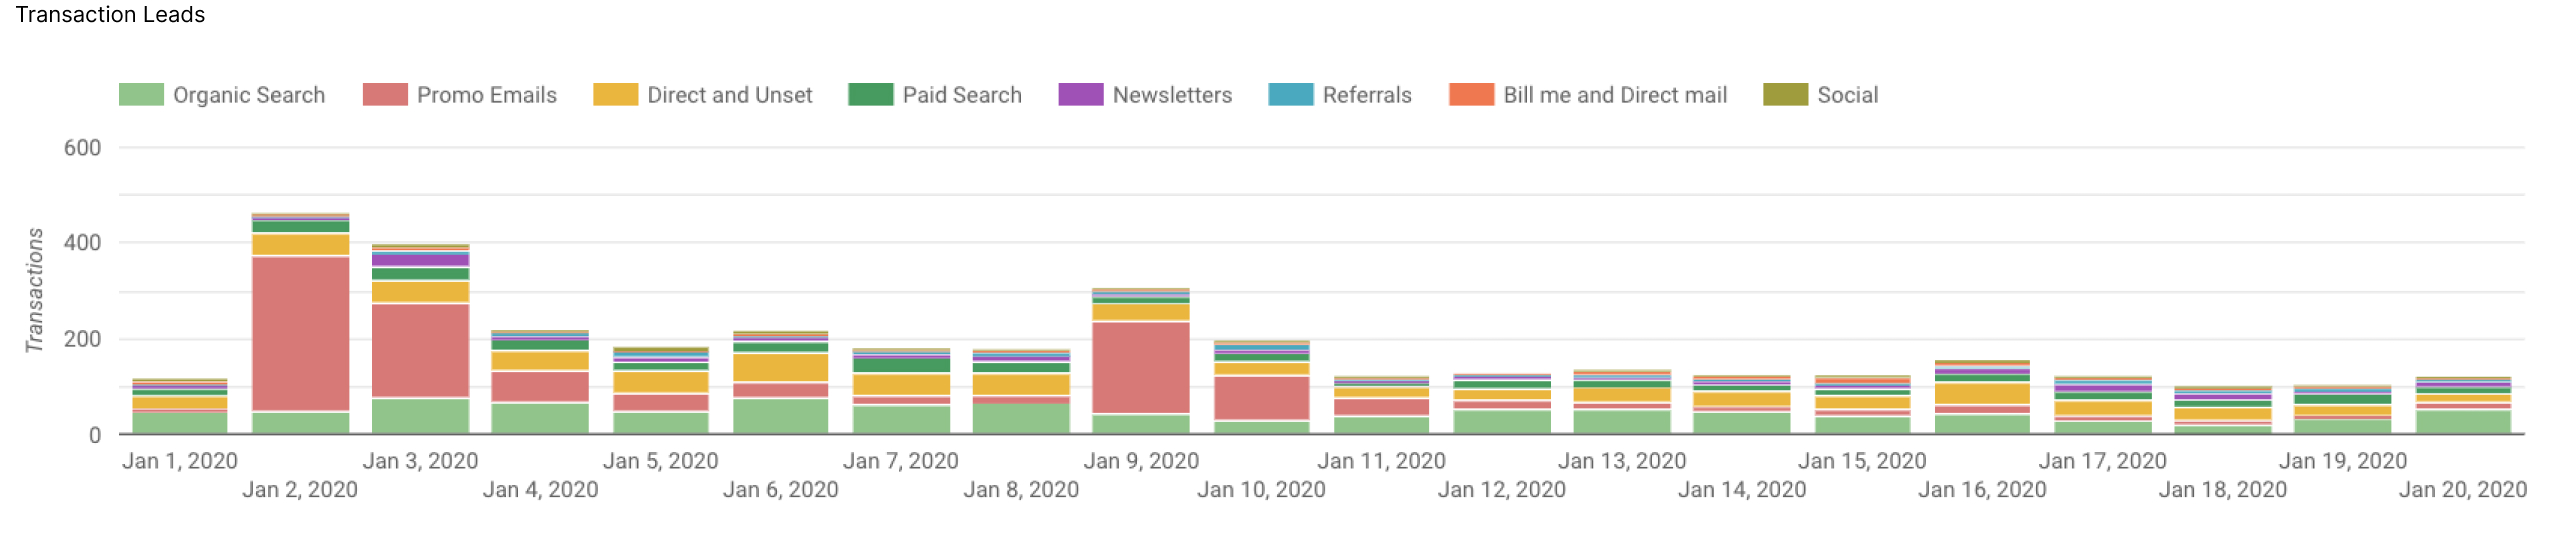 Transaction Leads
Organic Search Promo Emails Direct and Unset Paid Search Newsletters Referrals Bill me and Direct mail Social
600
400
200
0
Transactions
Jan 1, 2020 Jan 3, 2020 Jan 5, 2020 Jan 7, 2020 Jan 9, 2020 Jan 11, 2020 Jan 13, 2020 Jan 15, 2020 Jan 17, 2020 Jan 19, 2020
Jan 2, 2020 Jan 4, 2020 Jan 6, 2020 Jan 8, 2020 Jan 10, 2020 Jan 12, 2020 Jan 14, 2020 Jan 16, 2020 Jan 18, 2020 Jan 20, 2020